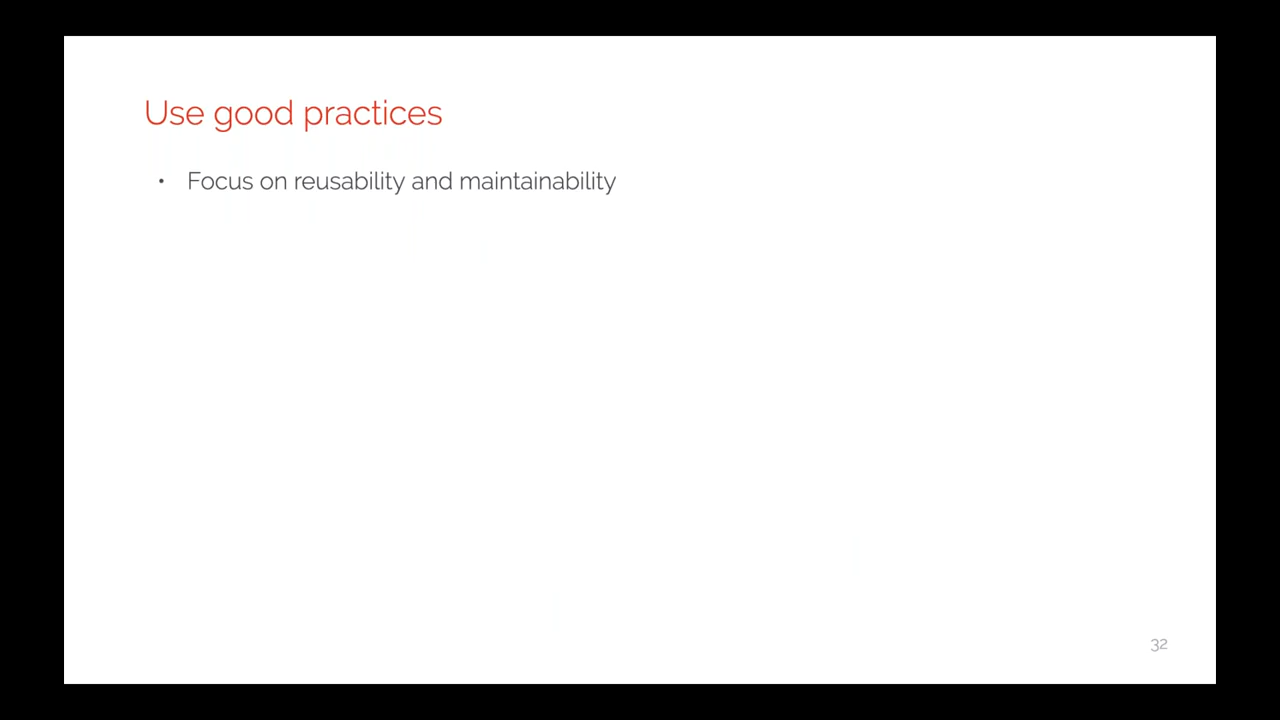 Use good practices
• Focus on reusability and maintainability
32